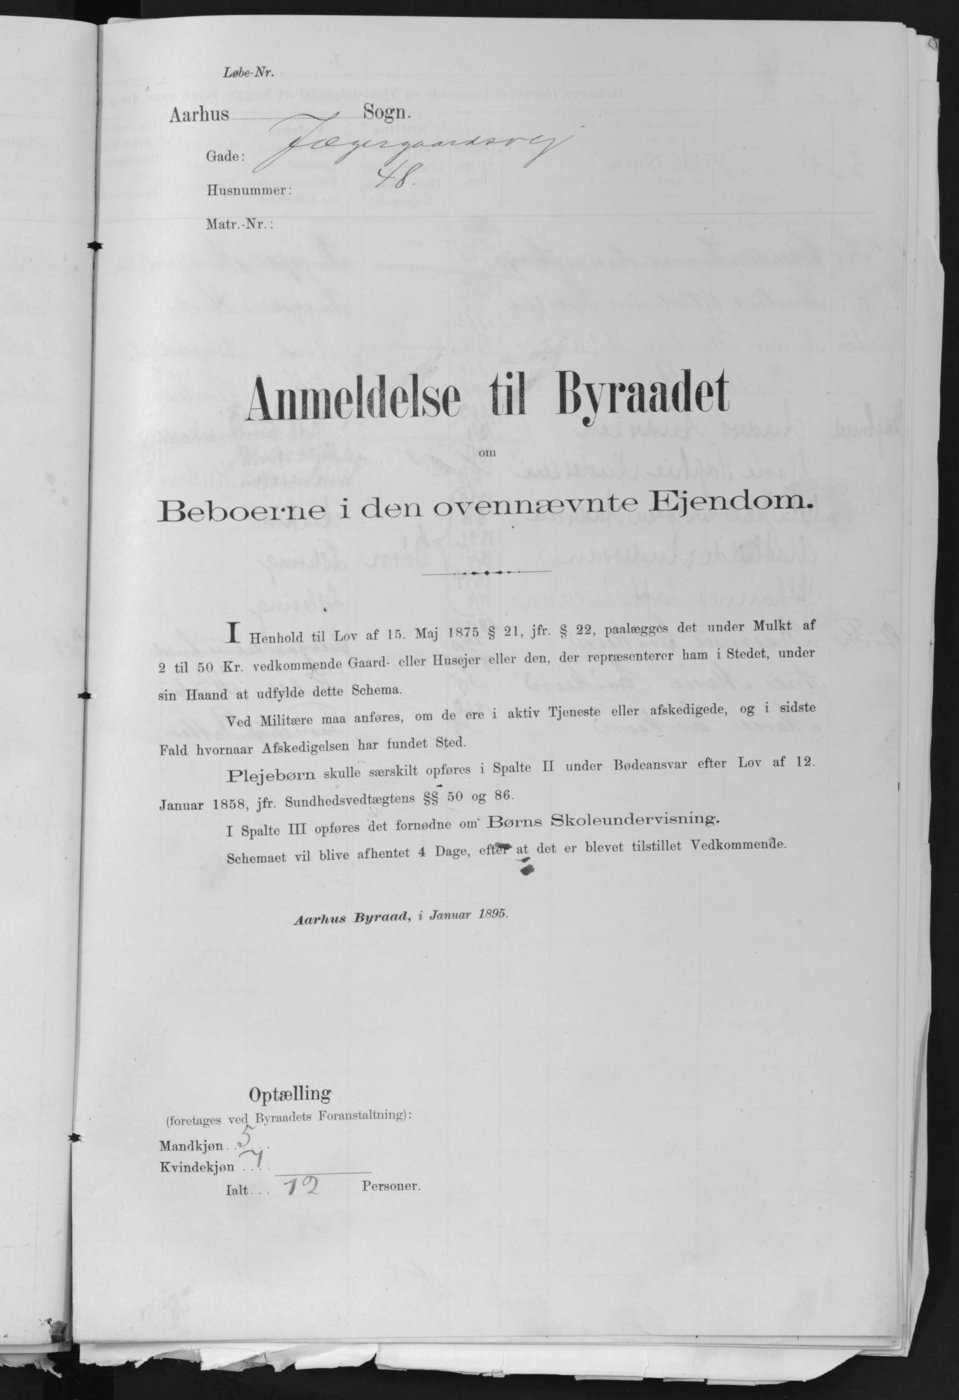 Løbe-Nr.
Aarhus Sogn.
Gade: Jægergaardsvej
Husnummer: 48.
Matr.-Nr.:
Anmeldelse til Byraadet
om
Beboerne i den ovennævnte Ejendom.
I Henhold til Lov af 15. Maj 1875 § 21, jfr. § 22, paalægges det under Mulkt af
2 til 50 Kr. vedkommende Gaard- eller Husejer eller den, der repræsenterer ham i Stedet, under
sin Haand at udfylde dette Schema.
Ved Militære maa anføres, om de ere i aktiv Tjeneste eller afskedigede, og i sidste
Fald hvornaar Afskedigelsen har fundet Sted.
Plejebørn skulle særskilt opføres i Spalte II under Bødeansvar efter Lov af 12.
Januar 1858, jfr. Sundhedsvedtægtens §§ 50 og 86.
I Spalte III opføres det fornødne om Børns Skoleundervisning.
Schemaet vil blive afhentet 4 Dage, efter at det er blevet tilstillet Vedkommende.
Aarhus Byraad, i Januar 1895.
Optælling
(foretages ved Byraadets Foranstaltning):
Mandkjøn . . 5 .
Kvindekjøn . . 7 .
Ialt . . . 12 Personer.